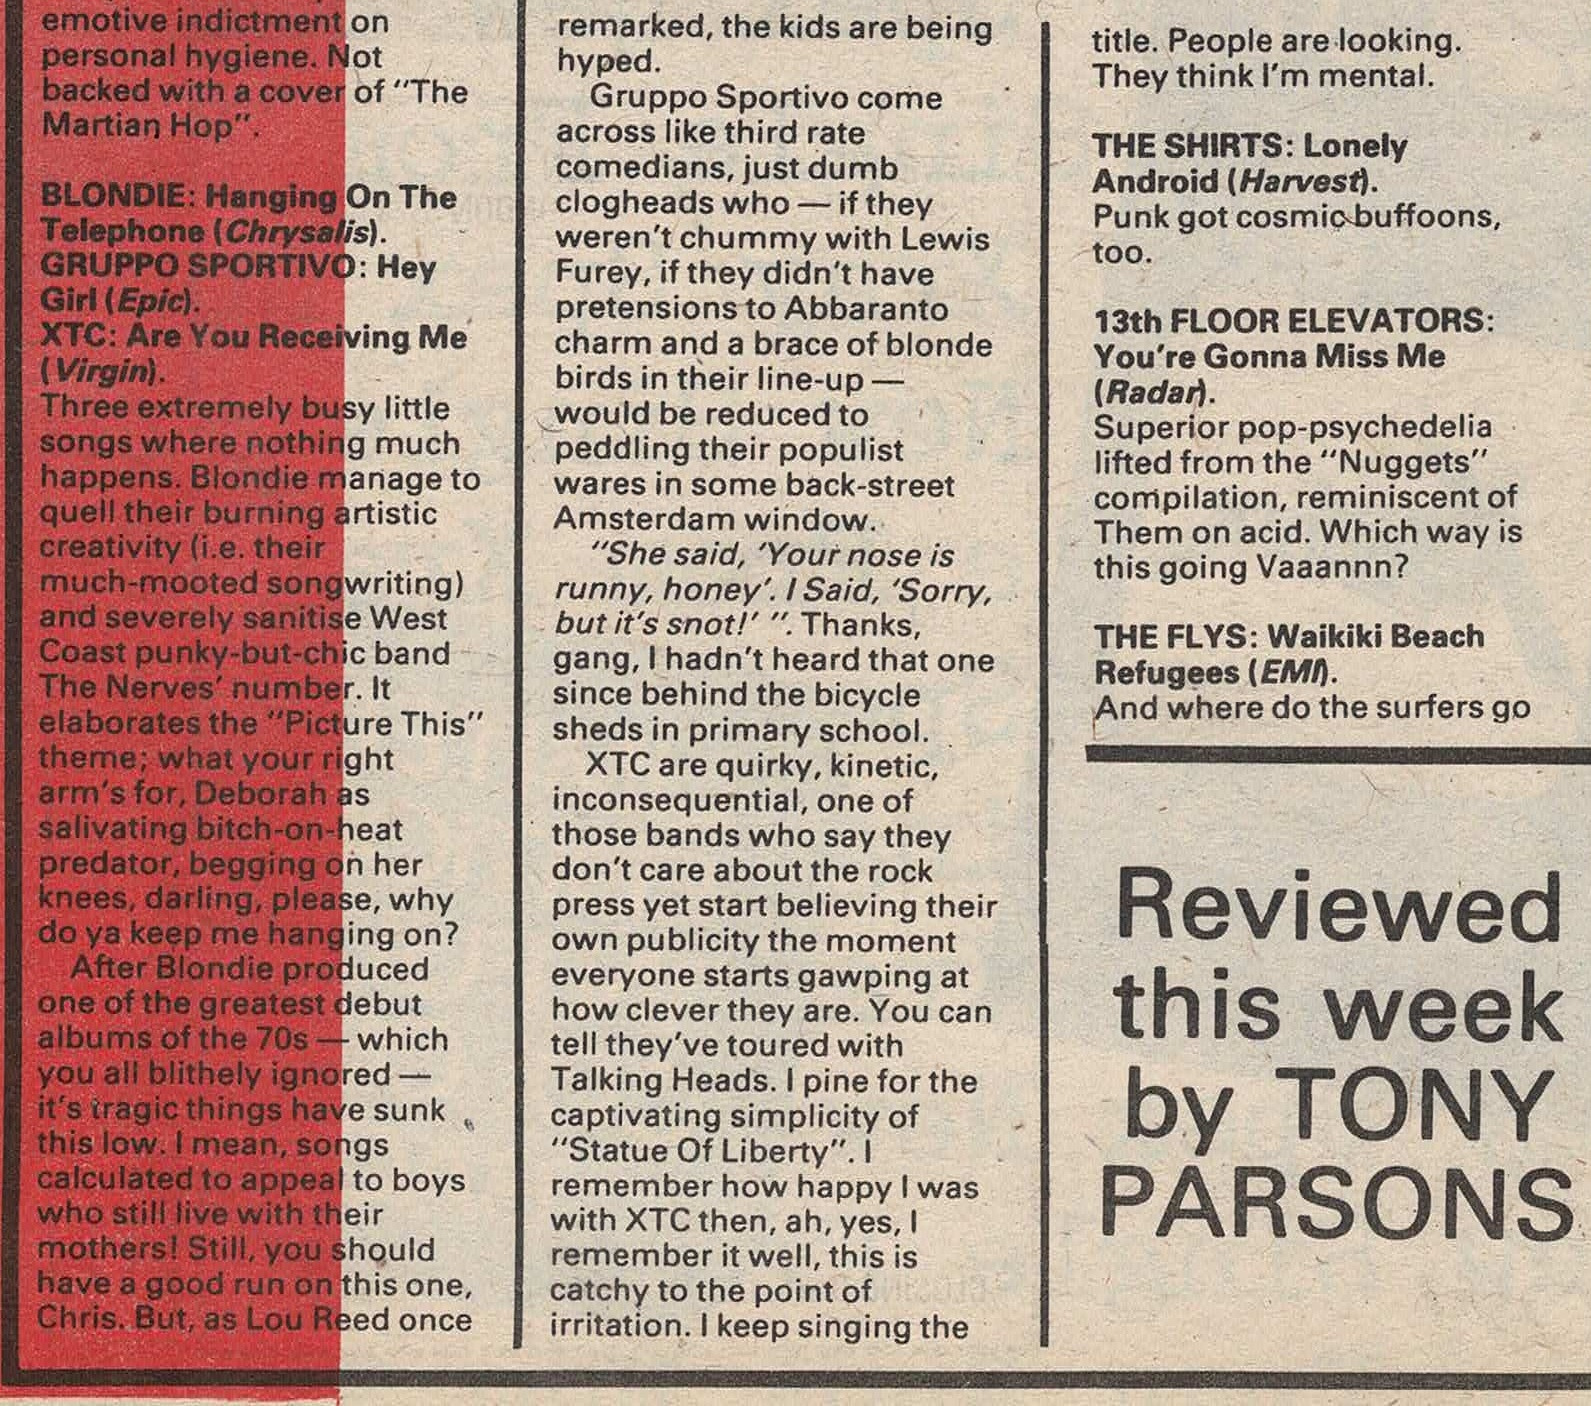 emotive indictment on
personal hygiene. Not
backed with a cover of "The
Martian Hop".
BLONDIE: Hanging On The
Telephone (Chrysalis).
GRUPPO SPORTIVO: Hey
Girl (Epic).
XTC: Are You Receiving Me
(Virgin).
Three extremely busy little
songs where nothing much
happens. Blondie manage to
quell their burning artistic
creativity (i.e. their
much-mooted songwriting)
and severely sanitise West
Coast punky-but-chic band
The Nerves' number. It
elaborates the "Picture This"
theme; what your right
arm's for, Deborah as
salivating bitch-on-heat
predator, begging on her
knees, darling, please, why
do ya keep me hanging on?
After Blondie produced
one of the greatest debut
albums of the 70s — which
you all blithely ignored —
it's tragic things have sunk
this low. I mean, songs
calculated to appeal to boys
who still live with their
mothers! Still, you should
have a good run on this one,
Chris. But, as Lou Reed once
remarked, the kids are being
hyped.
Gruppo Sportivo come
across like third rate
comedians, just dumb
clogheads who — if they
weren't chummy with Lewis
Furey, if they didn't have
pretensions to Abbaranto
charm and a brace of blonde
birds in their line-up —
would be reduced to
peddling their populist
wares in some back-street
Amsterdam window.
"She said, 'Your nose is
runny, honey'. I Said, 'Sorry,
but it's snot!' ". Thanks,
gang, I hadn't heard that one
since behind the bicycle
sheds in primary school.
XTC are quirky, kinetic,
inconsequential, one of
those bands who say they
don't care about the rock
press yet start believing their
own publicity the moment
everyone starts gawping at
how clever they are. You can
tell they've toured with
Talking Heads. I pine for the
captivating simplicity of
"Statue Of Liberty". I
remember how happy I was
with XTC then, ah, yes, I
remember it well, this is
catchy to the point of
irritation. I keep singing the
title. People are looking.
They think I'm mental.
THE SHIRTS: Lonely
Android (Harvest).
Punk got cosmic buffoons,
too.
13th FLOOR ELEVATORS:
You're Gonna Miss Me
(Radar).
Superior pop-psychedelia
lifted from the "Nuggets"
compilation, reminiscent of
Them on acid. Which way is
this going Vaaannn?
THE FLYS: Waikiki Beach
Refugees (EMI).
And where do the surfers go
Reviewed
this week
by TONY
PARSONS